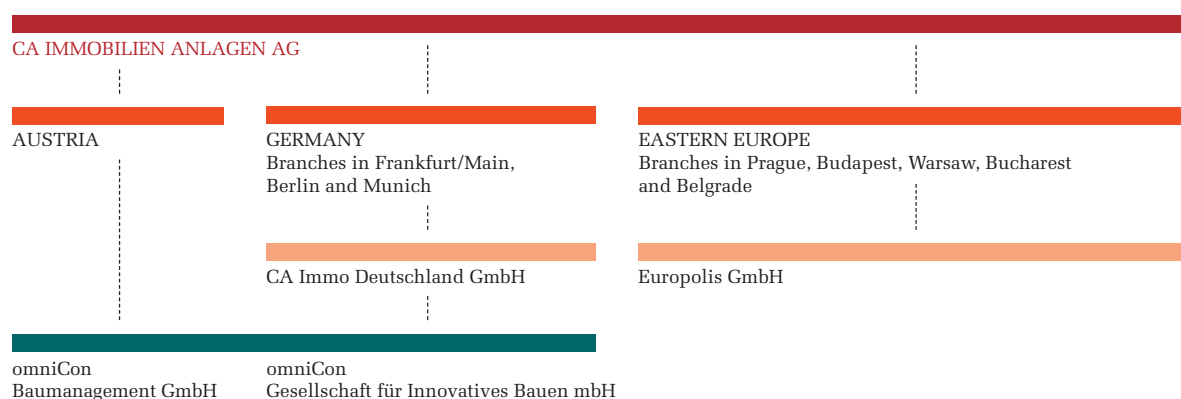 CA IMMOBILIEN ANLAGEN AG
AUSTRIA
GERMANY
Branches in Frankfurt/Main,
Berlin and Munich
EASTERN EUROPE
Branches in Prague, Budapest, Warsaw, Bucharest
and Belgrade
CA Immo Deutschland GmbH
Europolis GmbH
omniCon
Baumanagement GmbH
omniCon
Gesellschaft für Innovatives Bauen mbH